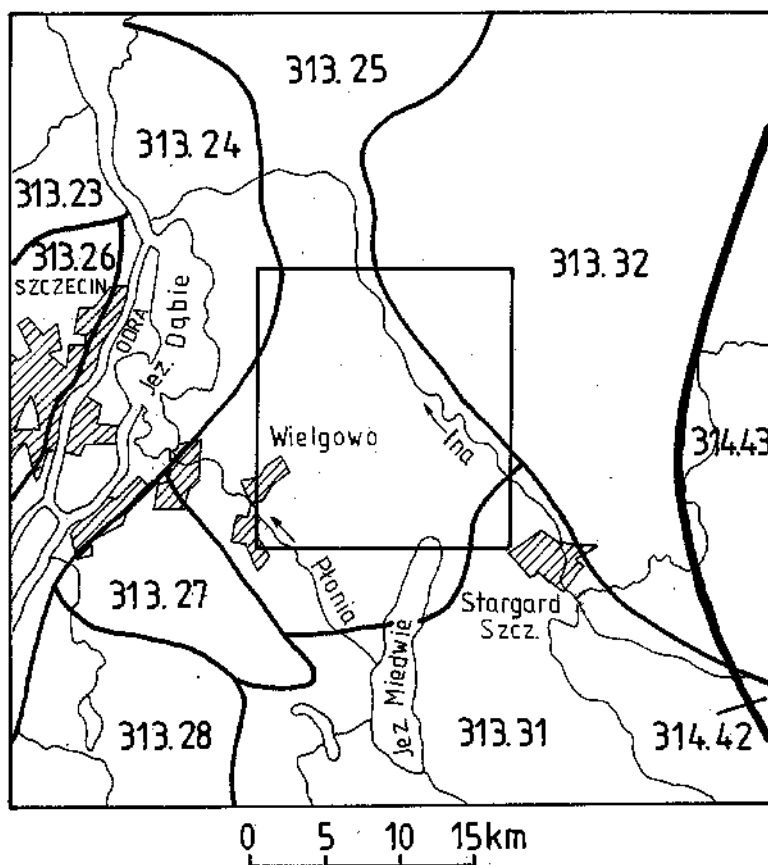 313.25
313.24
313.23
313.26
SZCZECIN
313.32
ODRA
Jez. Dąbie
Wielgowo
Ina
314.43
Płonia
313.27
Stargard
Szcz.
Jez. Miedwie
313.28
313.31
314.42
0 5 10 15km